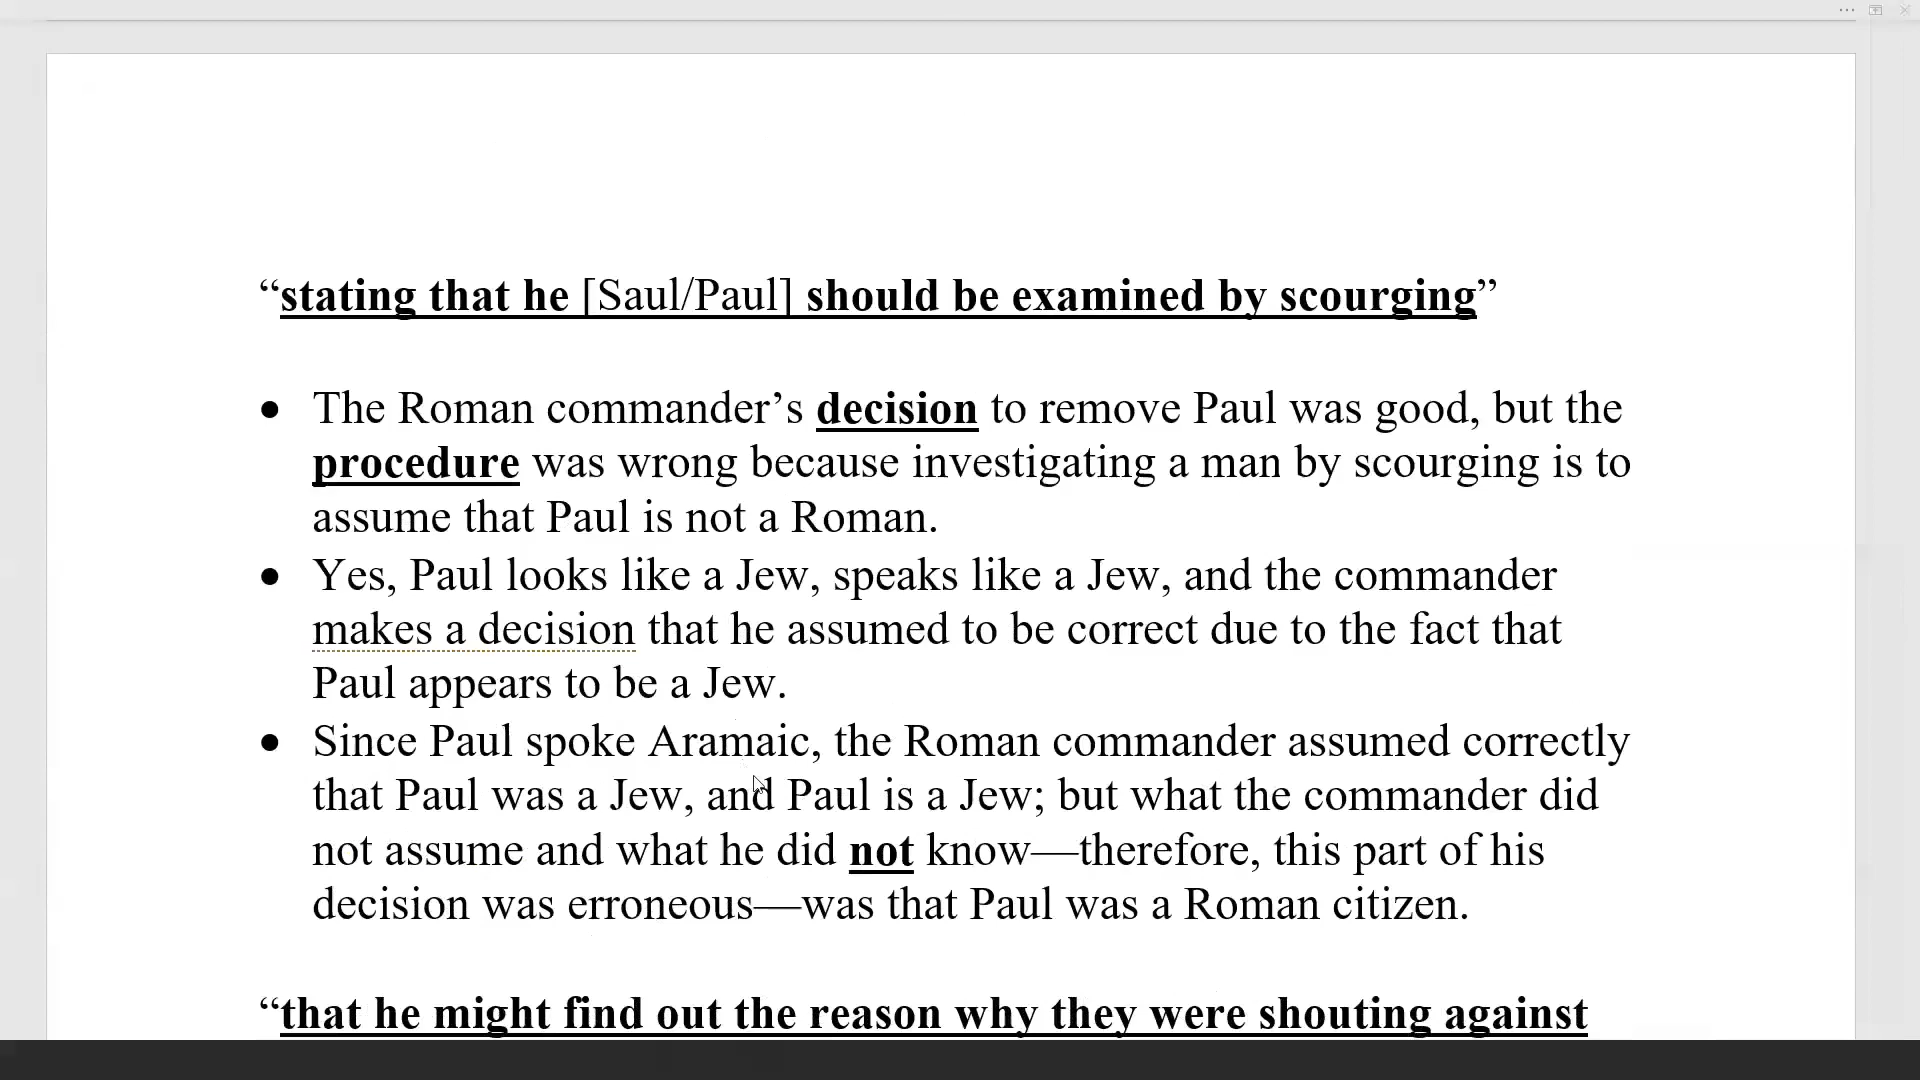 “stating that he [Saul/Paul] should be examined by scourging”
● The Roman commander’s decision to remove Paul was good, but the
procedure was wrong because investigating a man by scourging is to
assume that Paul is not a Roman.
● Yes, Paul looks like a Jew, speaks like a Jew, and the commander
makes a decision that he assumed to be correct due to the fact that
Paul appears to be a Jew.
● Since Paul spoke Aramaic, the Roman commander assumed correctly
that Paul was a Jew, and Paul is a Jew; but what the commander did
not assume and what he did not know—therefore, this part of his
decision was erroneous—was that Paul was a Roman citizen.
“that he might find out the reason why they were shouting against